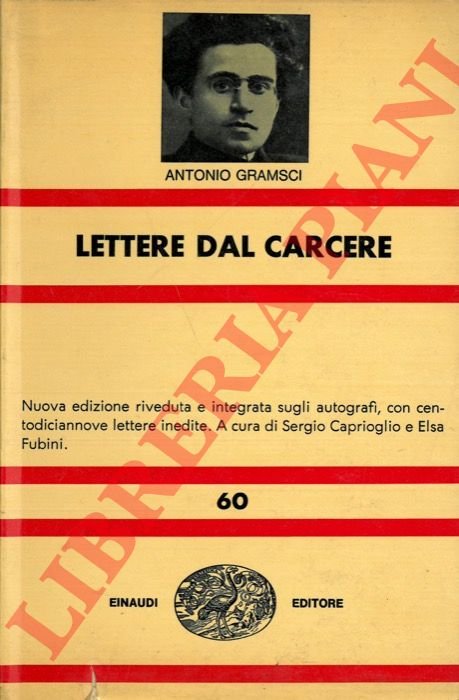 ANTONIO GRAMSCI
LETTERE DAL CARCERE
Nuova edizione riveduta e integrata sugli autografi, con cen-
todiciannove lettere inedite. A cura di Sergio Caprioglio e Elsa
Fubini.
60
EINAUDI EDITORE
LIBRERIA PIANI